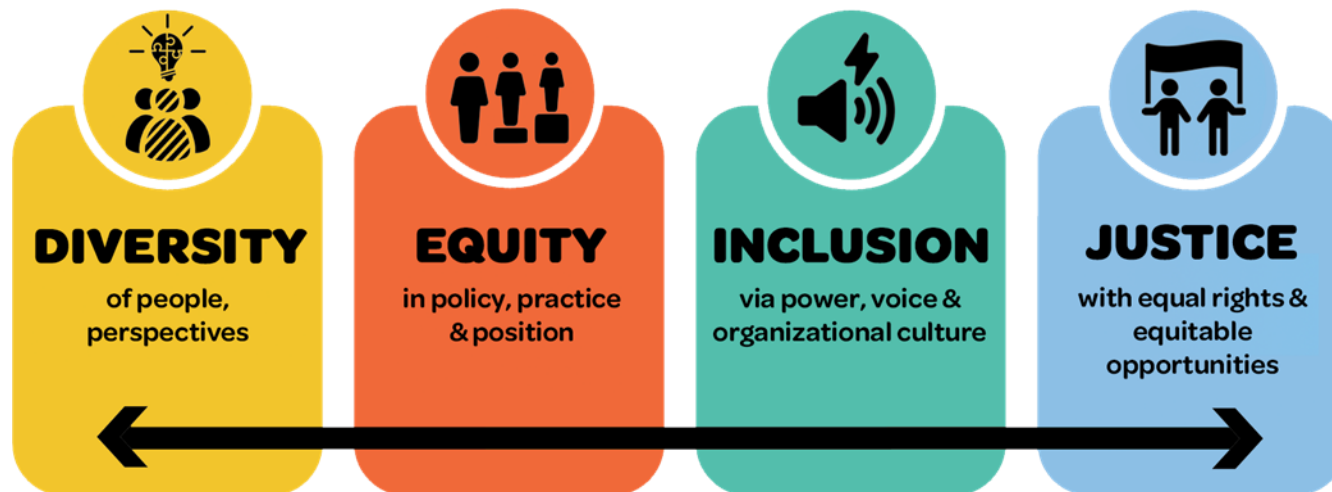 DIVERSITY
of people,
perspectives
EQUITY
in policy, practice
& position
INCLUSION
via power, voice &
organizational culture
JUSTICE
with equal rights &
equitable
opportunities